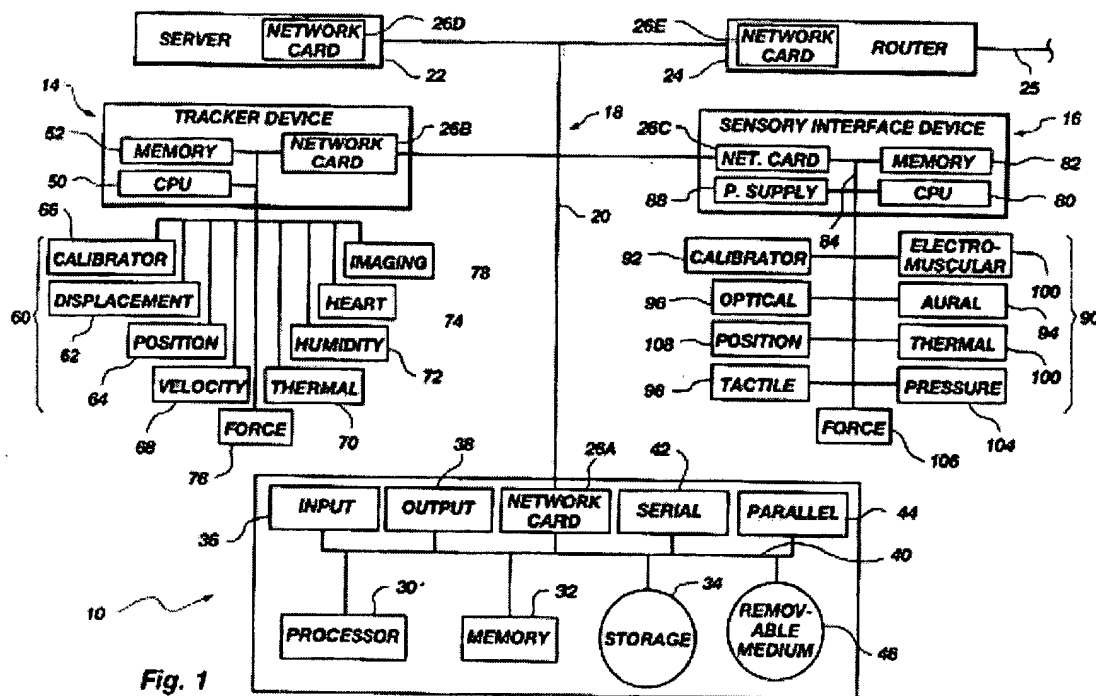 SERVER
NETWORK
CARD
26D
22
26E
NETWORK
CARD
ROUTER
24
25
14
TRACKER DEVICE
52
MEMORY
NETWORK
CARD
26B
50
CPU
18
20
26C
SENSORY INTERFACE DEVICE
16
NET. CARD
MEMORY
82
88
P. SUPPLY
CPU
80
84
66
CALIBRATOR
IMAGING
78
DISPLACEMENT
HEART
74
60
62
POSITION
HUMIDITY
72
64
VELOCITY
THERMAL
68
70
FORCE
76
92
CALIBRATOR
ELECTRO-
MUSCULAR
100
96
OPTICAL
AURAL
94
90
108
POSITION
THERMAL
100
96
TACTILE
PRESSURE
104
FORCE
106
38
26A
42
INPUT
OUTPUT
NETWORK
CARD
SERIAL
PARALLEL
44
36
40
10
30'
32
34
PROCESSOR
MEMORY
STORAGE
REMOV-
ABLE
MEDIUM
46
Fig. 1